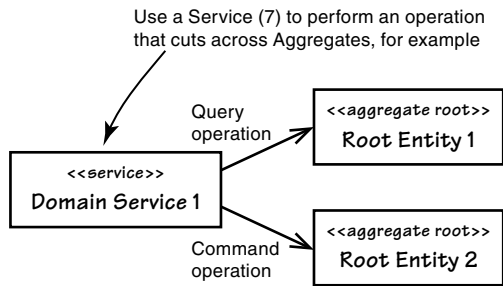 Use a Service (7) to perform an operation
that cuts across Aggregates, for example
Query
operation
<<aggregate root>>
Root Entity 1
<<service>>
Domain Service 1
<<aggregate root>>
Root Entity 2
Command
operation